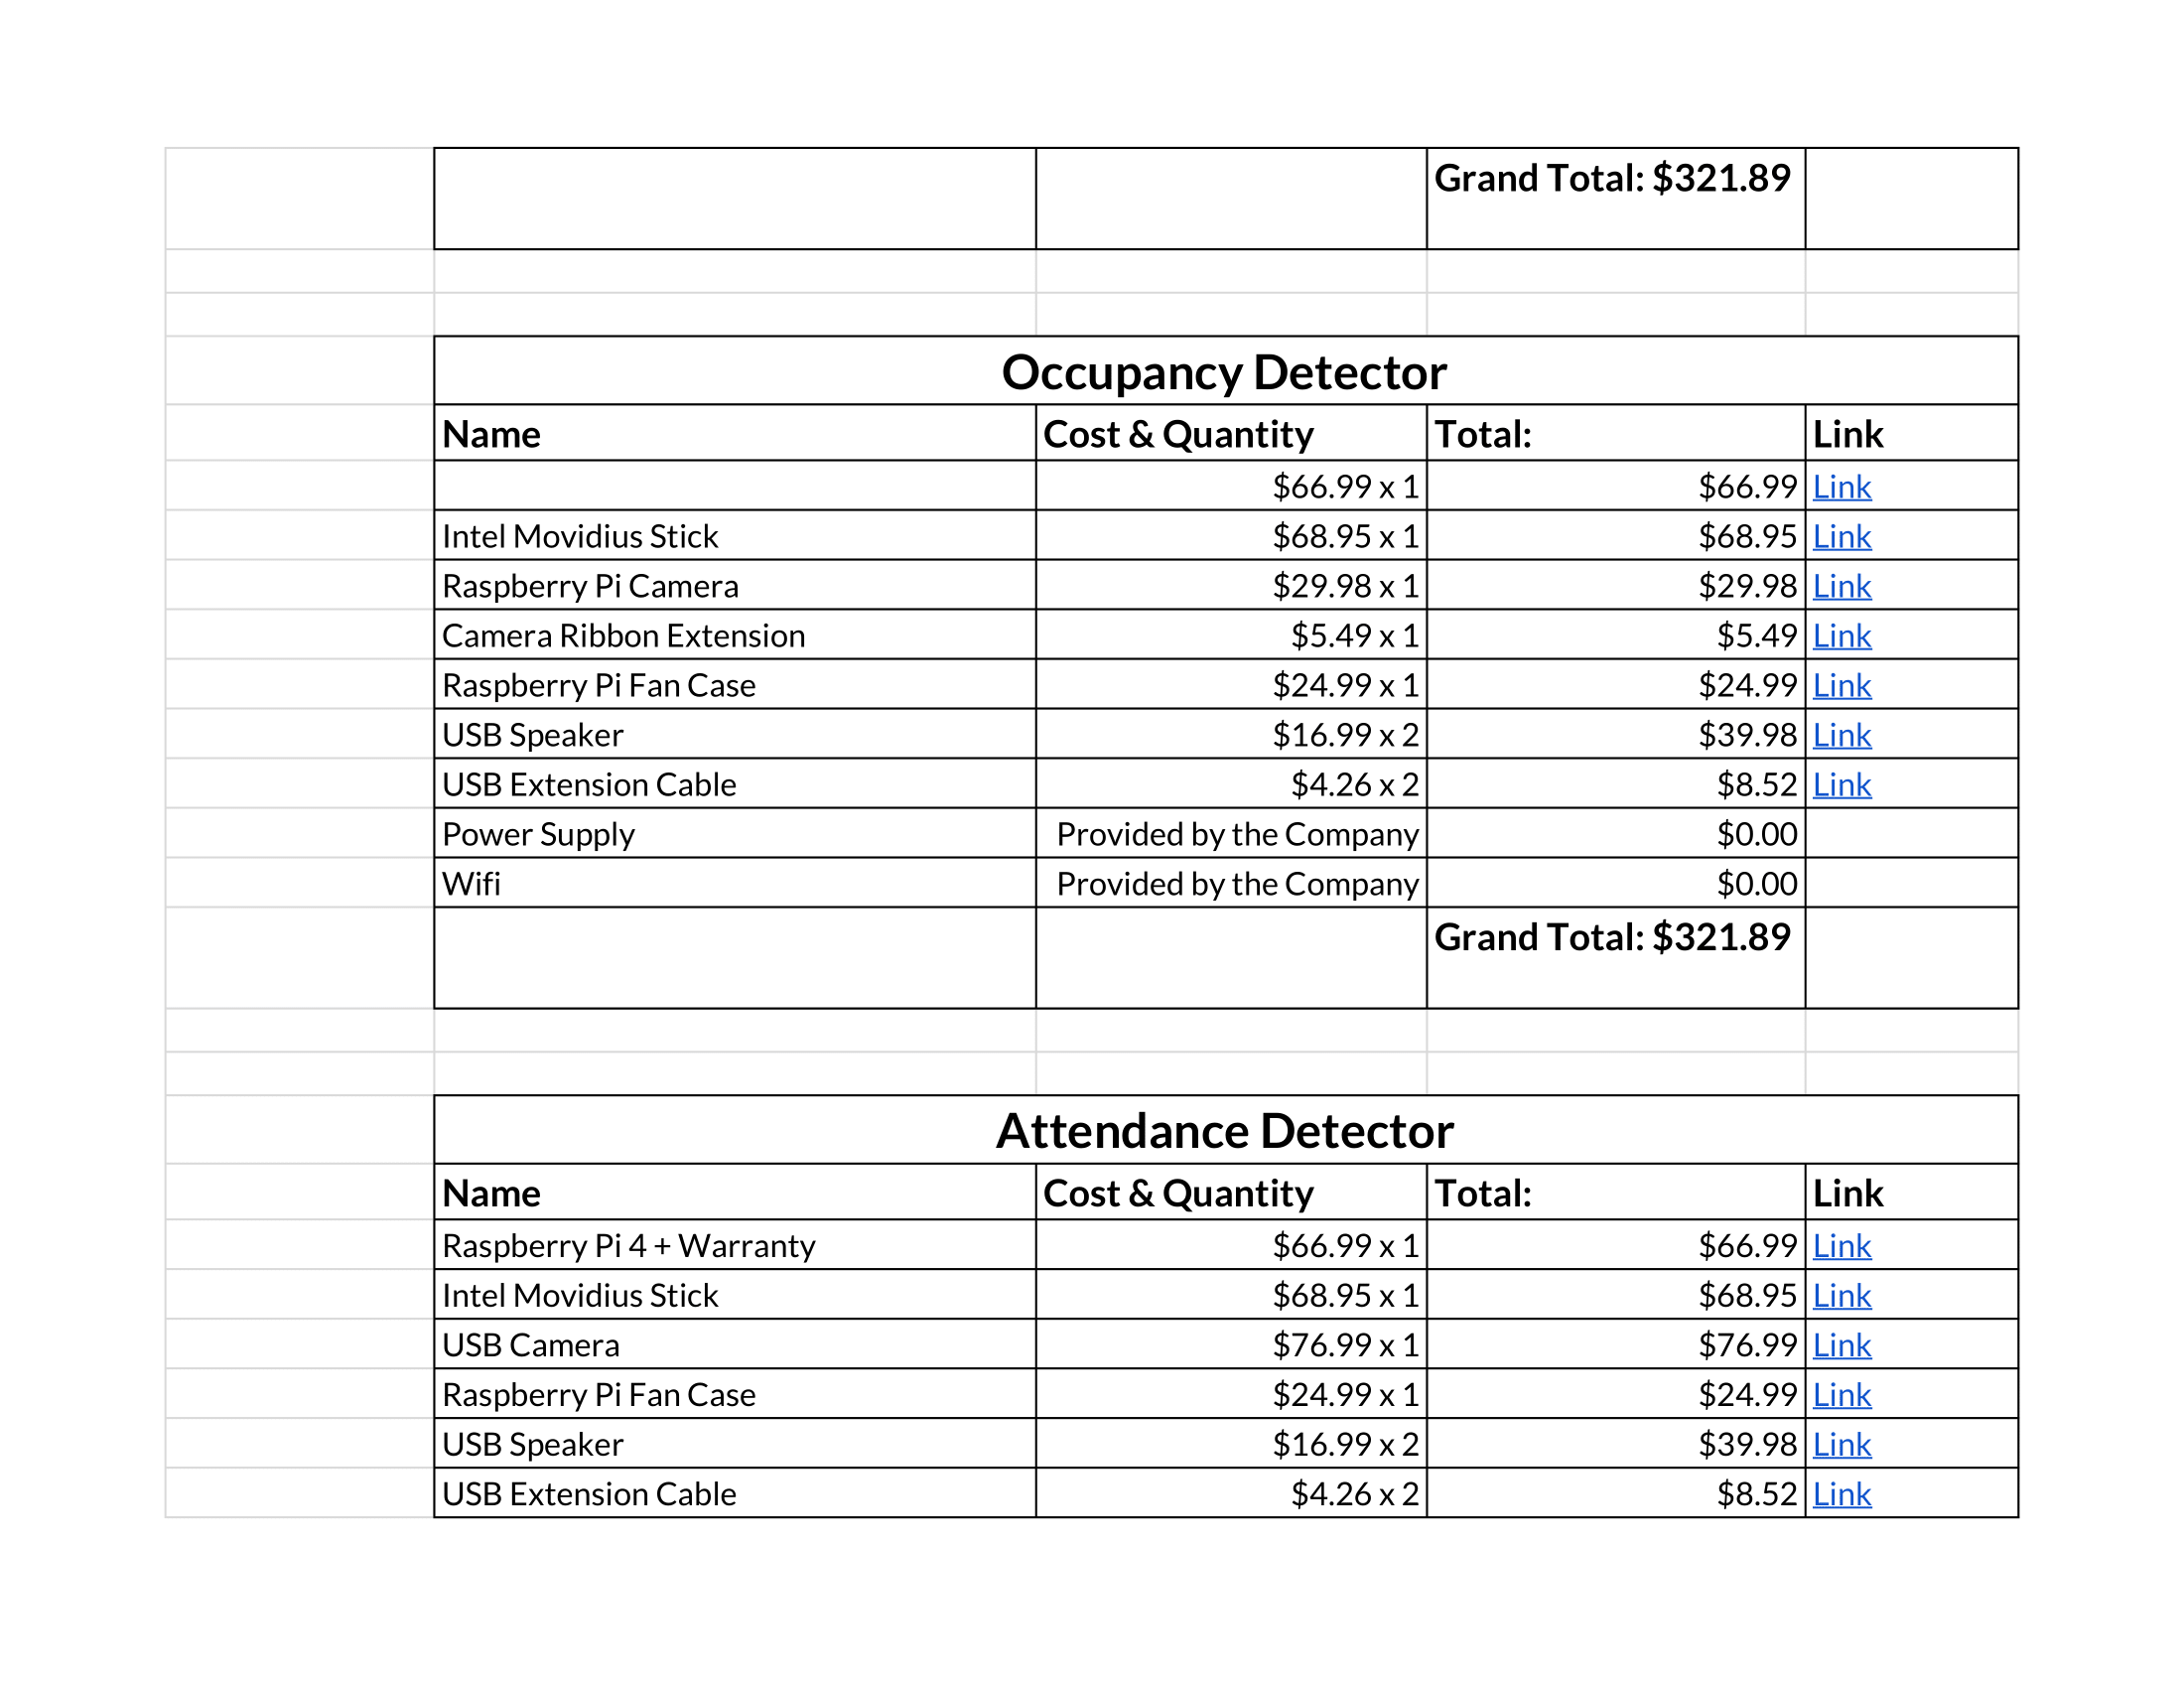 Grand Total: $321.89
Occupancy Detector
Name Cost & Quantity Total: Link
$66.99 x 1 $66.99 Link
Intel Movidius Stick $68.95 x 1 $68.95 Link
Raspberry Pi Camera $29.98 x 1 $29.98 Link
Camera Ribbon Extension $5.49 x 1 $5.49 Link
Raspberry Pi Fan Case $24.99 x 1 $24.99 Link
USB Speaker $16.99 x 2 $39.98 Link
USB Extension Cable $4.26 x 2 $8.52 Link
Power Supply Provided by the Company $0.00
Wifi Provided by the Company $0.00
Grand Total: $321.89
Attendance Detector
Name Cost & Quantity Total: Link
Raspberry Pi 4 + Warranty $66.99 x 1 $66.99 Link
Intel Movidius Stick $68.95 x 1 $68.95 Link
USB Camera $76.99 x 1 $76.99 Link
Raspberry Pi Fan Case $24.99 x 1 $24.99 Link
USB Speaker $16.99 x 2 $39.98 Link
USB Extension Cable $4.26 x 2 $8.52 Link